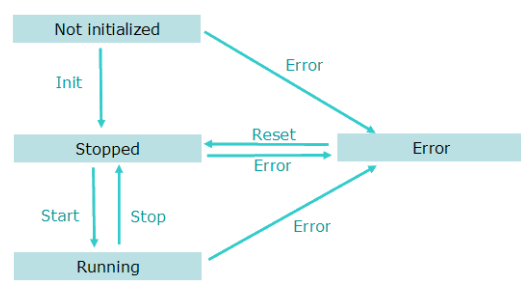 Not initialized
Error
Init
Reset
Stopped
Error
Error
Start
Stop
Error
Running